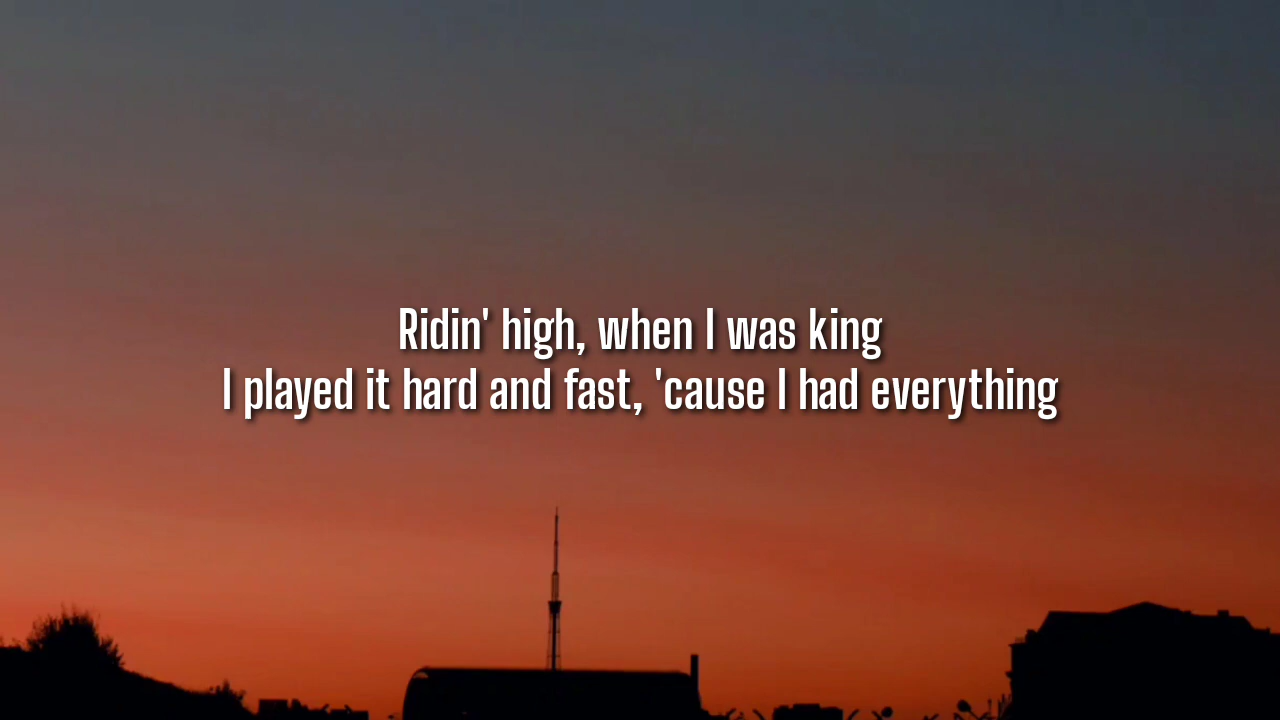 Ridin' high, when I was king
I played it hard and fast, 'cause I had everything